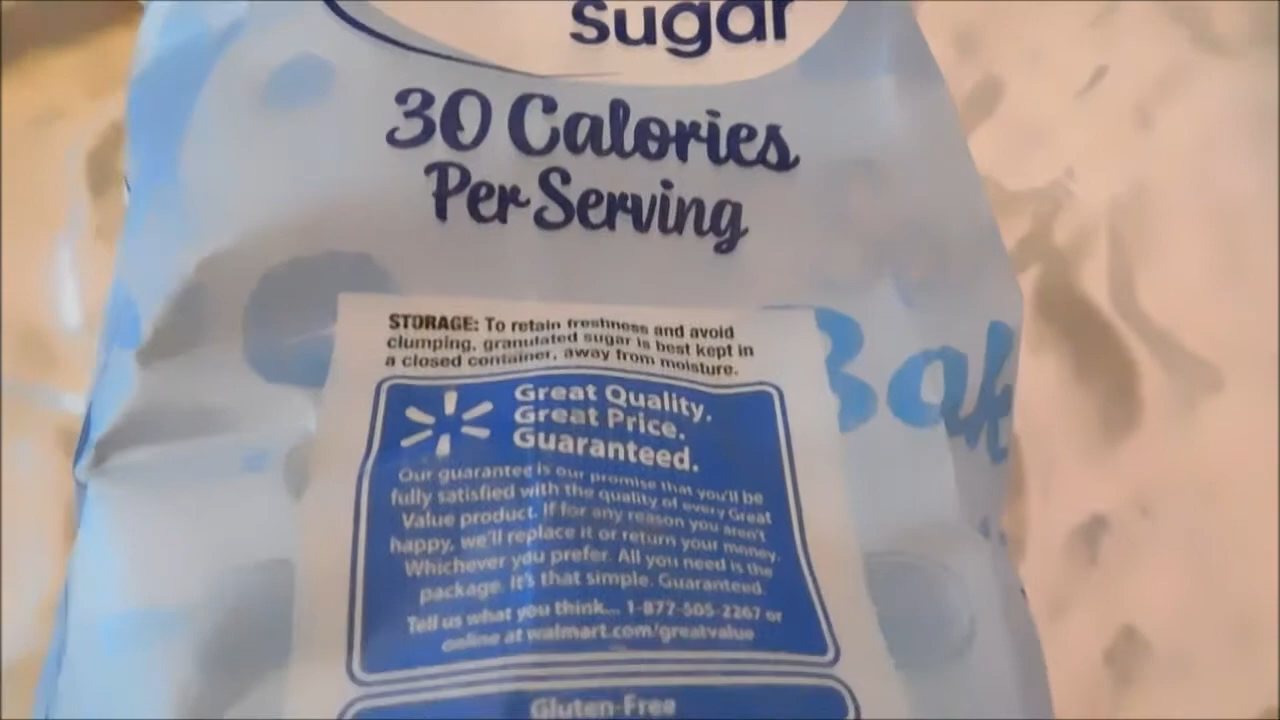 sugar
30 Calories
Per Serving
STORAGE: To retain freshness and avoid
clumping, granulated sugar is best kept in
a closed container, away from moisture.
Great Quality.
Great Price.
Guaranteed.
Our guarantee is our promise that you'll be
fully satisfied with the quality of every Great
Value product. If for any reason you aren't
happy, we'll replace it or return your money.
Whichever you prefer. All you need is the
package. It's that simple. Guaranteed.
Tell us what you think... 1-877-505-2267 or
online at walmart.com/greatvalue
Gluten-Free
Bak